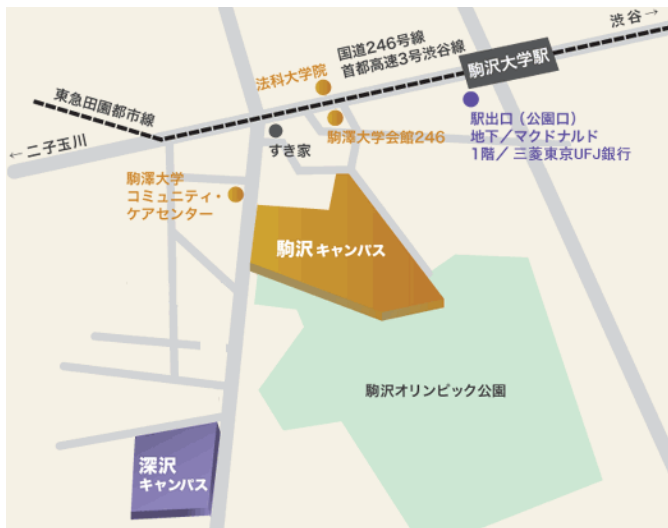 渋谷→
国道246号線
首都高速3号渋谷線
駒沢大学駅
法科大学院
東急田園都市線
駅出口（公園口）
地下／マクドナルド
1階／三菱東京UFJ銀行
駒澤大学会館246
すき家
←二子玉川
駒澤大学
コミュニティ・
ケアセンター
駒沢キャンパス
駒沢オリンピック公園
深沢
キャンパス